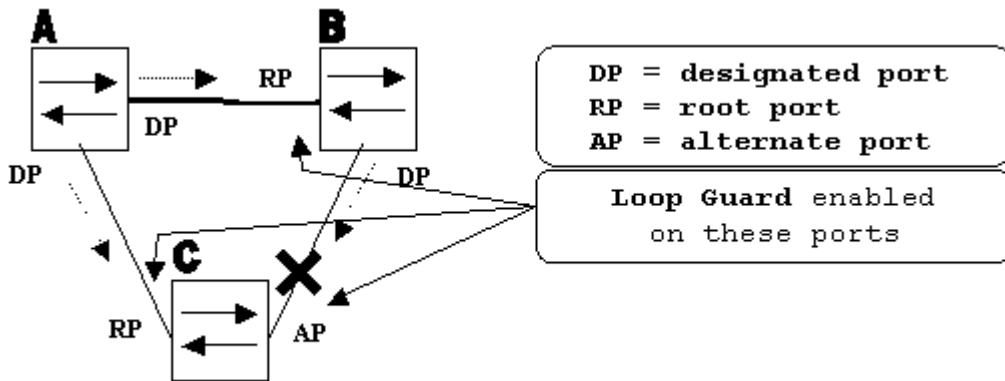 A
B
RP
DP
DP
DP
C
RP
AP
DP = designated port
RP = root port
AP = alternate port
Loop Guard enabled
on these ports